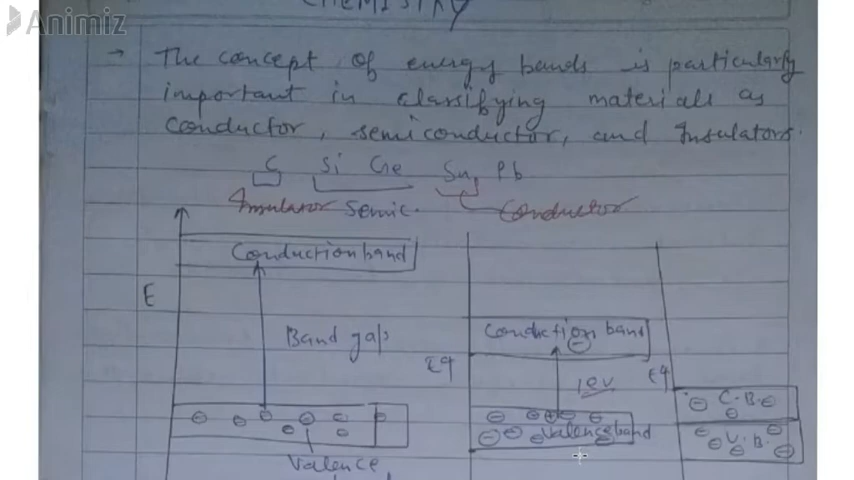 Animiz
CHEMISTRY
→ The concept of energy bands is particularly
important in classifying materials as
Conductor, semiconductor, and Insulators.
C Si Ge Sn, Pb
Insulator Semic. Conductor
Conduction band
E
Band gap
Conduction band
Eg
1eV
Eg
C.B.
Valence band
V.B.
Valence